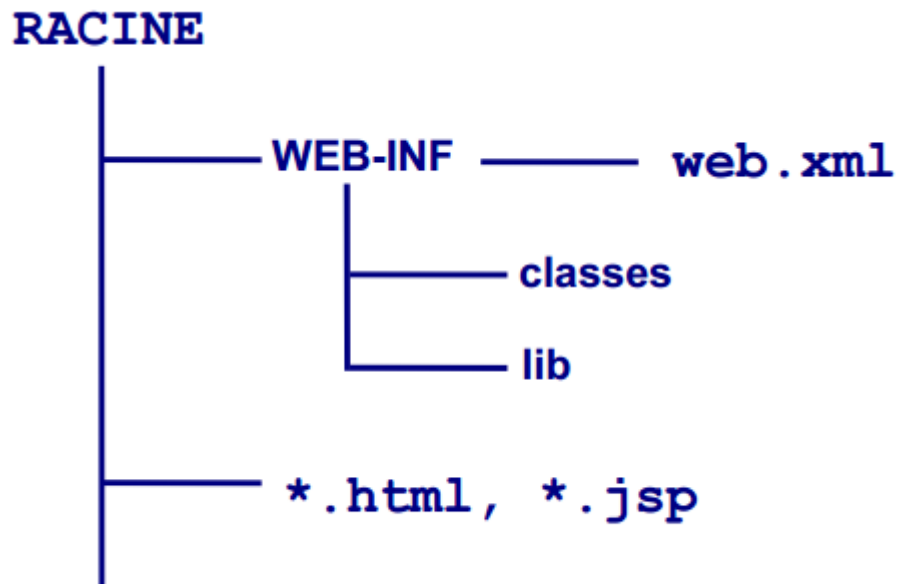 RACINE
WEB-INF web.xml
classes
lib
*.html, *.jsp